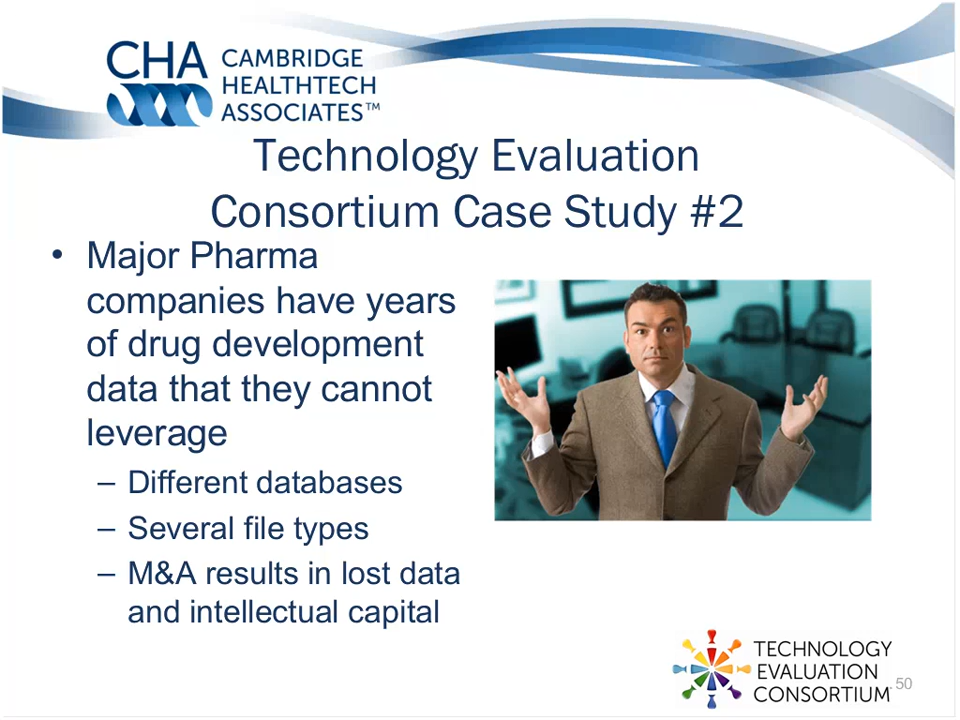 CHA
CAMBRIDGE
HEALTHTECH
ASSOCIATES™
Technology Evaluation
Consortium Case Study #2
• Major Pharma
companies have years
of drug development
data that they cannot
leverage
– Different databases
– Several file types
– M&A results in lost data
and intellectual capital
TECHNOLOGY
EVALUATION
CONSORTIUM
. 50